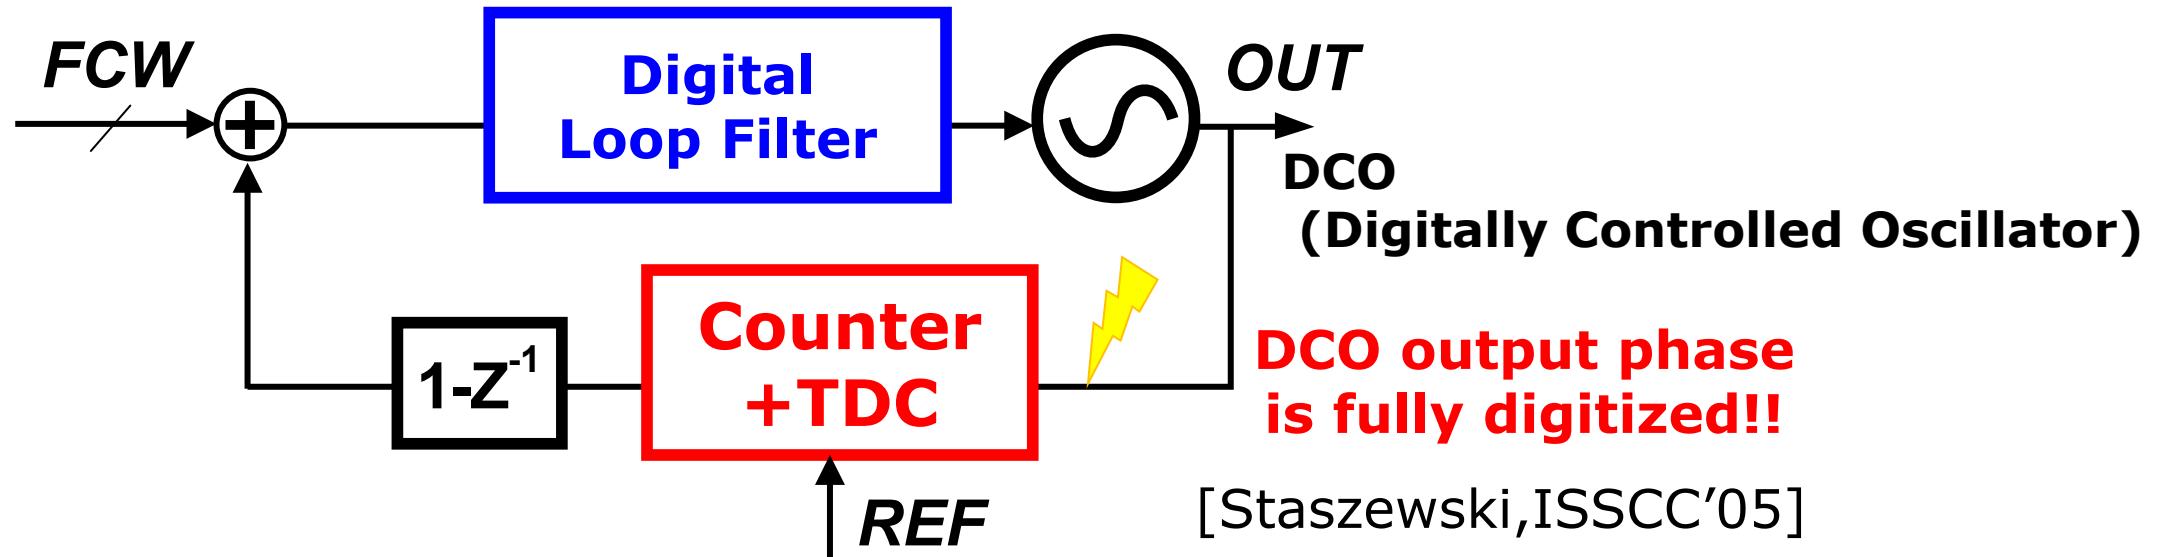 FCW
+
Digital
Loop Filter
OUT
DCO
(Digitally Controlled Oscillator)
1-Z-1
Counter
+TDC
DCO output phase
is fully digitized!!
REF
[Staszewski,ISSCC'05]